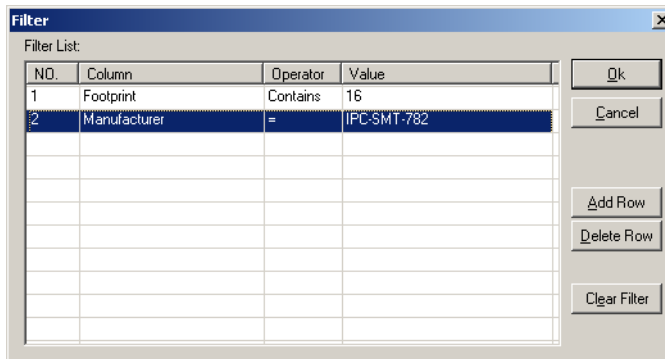 Filter
Filter List:
NO. Column Operator Value
1 Footprint Contains 16
2 Manufacturer = IPC-SMT-782
Ok
Cancel
Add Row
Delete Row
Clear Filter